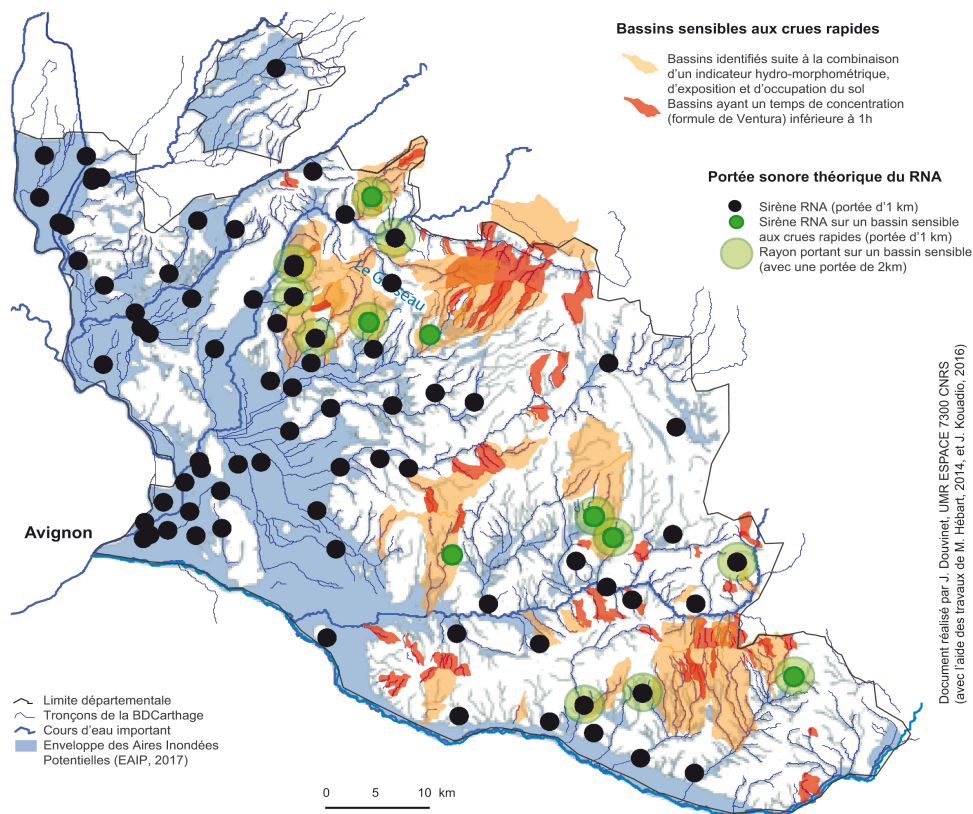 Bassins sensibles aux crues rapides
Bassins identifiés suite à la combinaison
d'un indicateur hydro-morphométrique,
d'exposition et d'occupation du sol
Bassins ayant un temps de concentration
(formule de Ventura) inférieure à 1h
Portée sonore théorique du RNA
Sirène RNA (portée d'1 km)
Sirène RNA sur un bassin sensible
aux crues rapides (portée d'1 km)
Rayon portant sur un bassin sensible
(avec une portée de 2km)
Le Groseau
Avignon
Document réalisé par J. Douvinet, UMR ESPACE 7300 CNRS
(avec l'aide des travaux de M. Hébart, 2014, et J. Kouadio, 2016)
Limite départementale
Tronçons de la BDCarthage
Cours d'eau important
Enveloppe des Aires Inondées
Potentielles (EAIP, 2017)
0 5 10 km